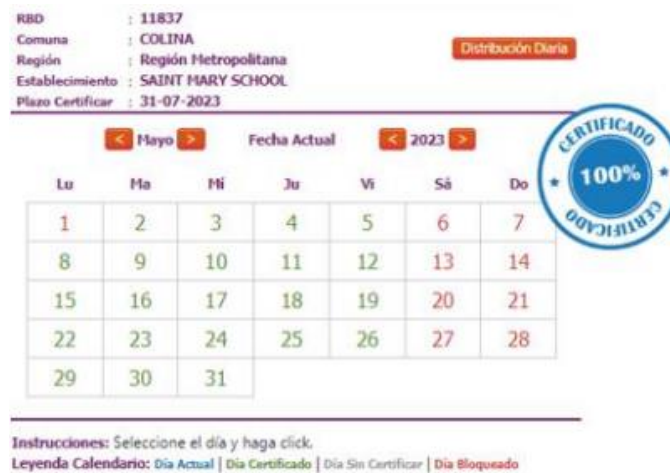 RBD : 11837
Comuna : COLINA
Región : Región Metropolitana
Establecimiento : SAINT MARY SCHOOL
Plazo Certificar : 31-07-2023
Distribución Diaria
< Mayo > Fecha Actual < 2023 >
CERTIFICADO
100%
CERTIFICADO
Lu Ma Mi Ju Vi Sá Do
1 2 3 4 5 6 7
8 9 10 11 12 13 14
15 16 17 18 19 20 21
22 23 24 25 26 27 28
29 30 31
Instrucciones: Seleccione el día y haga click.
Leyenda Calendario: Día Actual | Día Certificado | Día Sin Certificar | Día Bloqueado